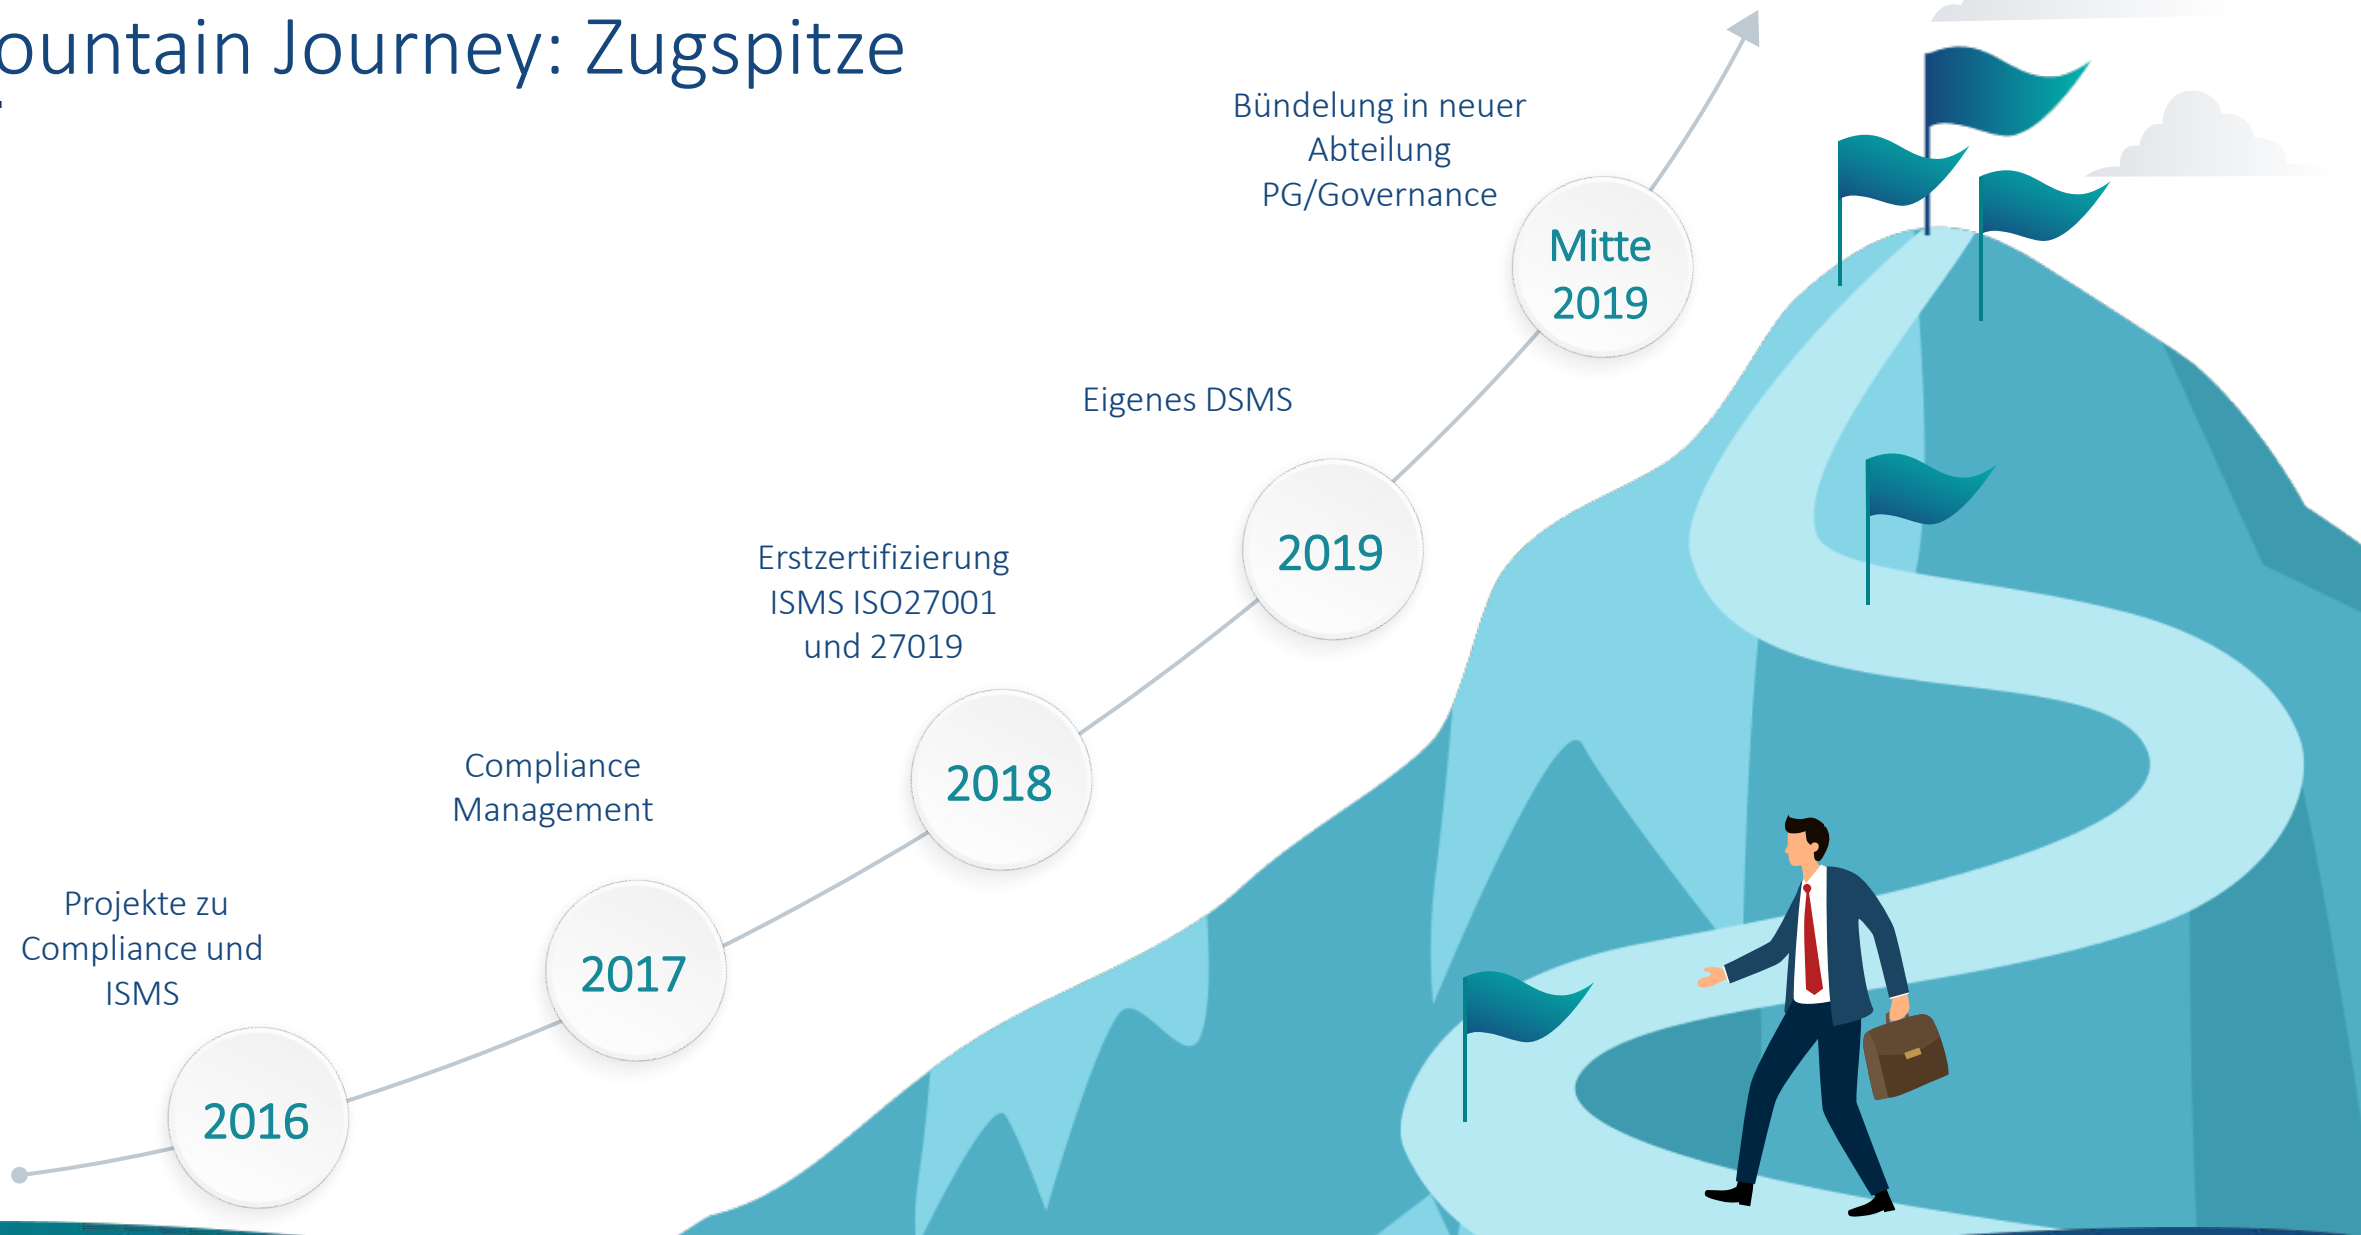 ountain Journey: Zugspitze
Bündelung in neuer
Abteilung
PG/Governance
Mitte
2019
Eigenes DSMS
2019
Erstzertifizierung
ISMS ISO27001
und 27019
2018
Compliance
Management
2017
Projekte zu
Compliance und
ISMS
2016